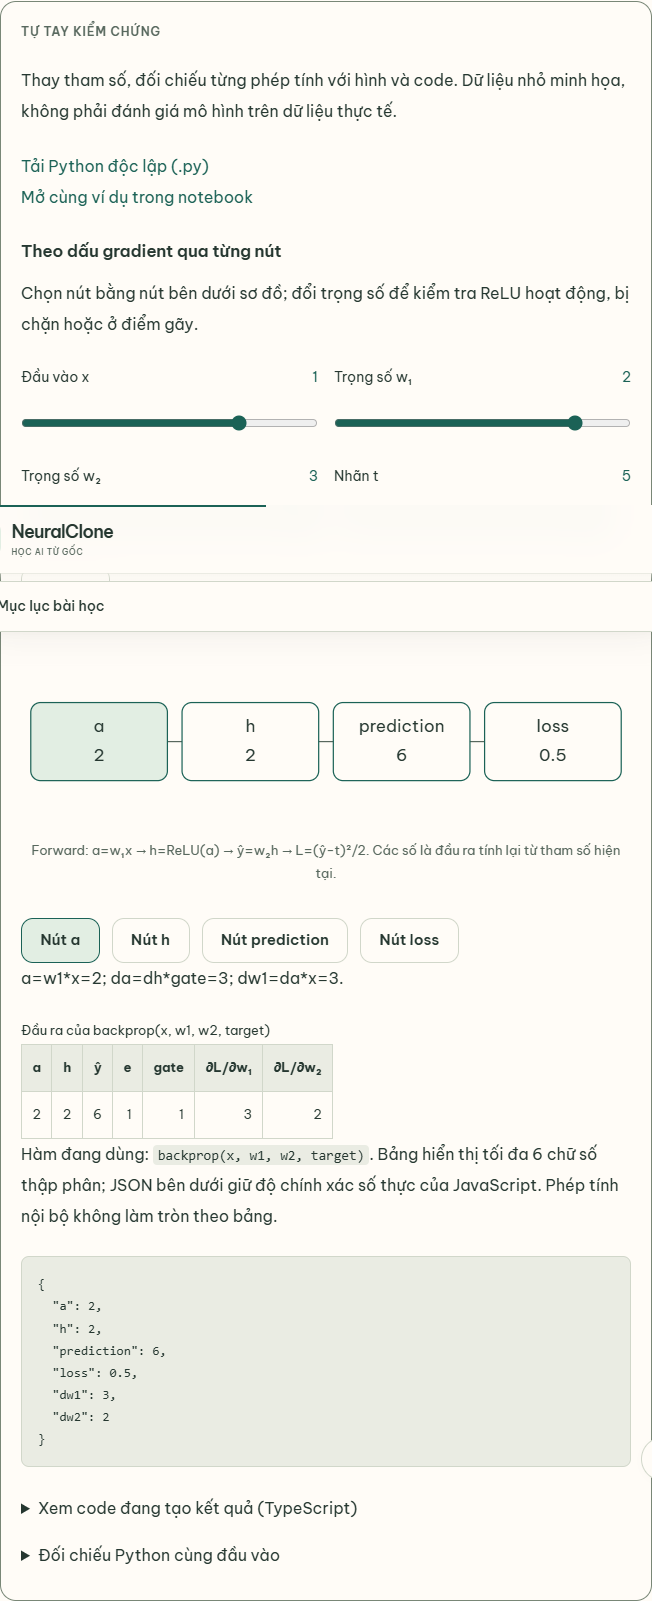 TỰ TAY KIỂM CHỨNG
Thay tham số, đối chiếu từng phép tính với hình và code. Dữ liệu nhỏ minh họa,
không phải đánh giá mô hình trên dữ liệu thực tế.
Tải Python độc lập (.py)
Mở cùng ví dụ trong notebook
Theo dấu gradient qua từng nút
Chọn nút bằng nút bên dưới sơ đồ; đổi trọng số để kiểm tra ReLU hoạt động, bị
chặn hoặc ở điểm gãy.
Đầu vào x 1 Trọng số w₁ 2
Trọng số w₂ 3 Nhãn t 5
NeuralClone
HỌC AI TỪ GỐC
Mục lục bài học
a h prediction loss
2 2 6 0.5
Forward: a=w₁x → h=ReLU(a) → ŷ=w₂h → L=(ŷ−t)²/2. Các số là đầu ra tính lại từ tham số hiện
tại.
Nút a Nút h Nút prediction Nút loss
a=w1*x=2; da=dh*gate=3; dw1=da*x=3.
Đầu ra của backprop(x, w1, w2, target)
a h ŷ e gate ∂L/∂w₁ ∂L/∂w₂
2 2 6 1 1 3 2
Hàm đang dùng: backprop(x, w1, w2, target). Bảng hiển thị tối đa 6 chữ số
thập phân; JSON bên dưới giữ độ chính xác số thực của JavaScript. Phép tính
nội bộ không làm tròn theo bảng.
{
"a": 2,
"h": 2,
"prediction": 6,
"loss": 0.5,
"dw1": 3,
"dw2": 2
}
Xem code đang tạo kết quả (TypeScript)
Đối chiếu Python cùng đầu vào